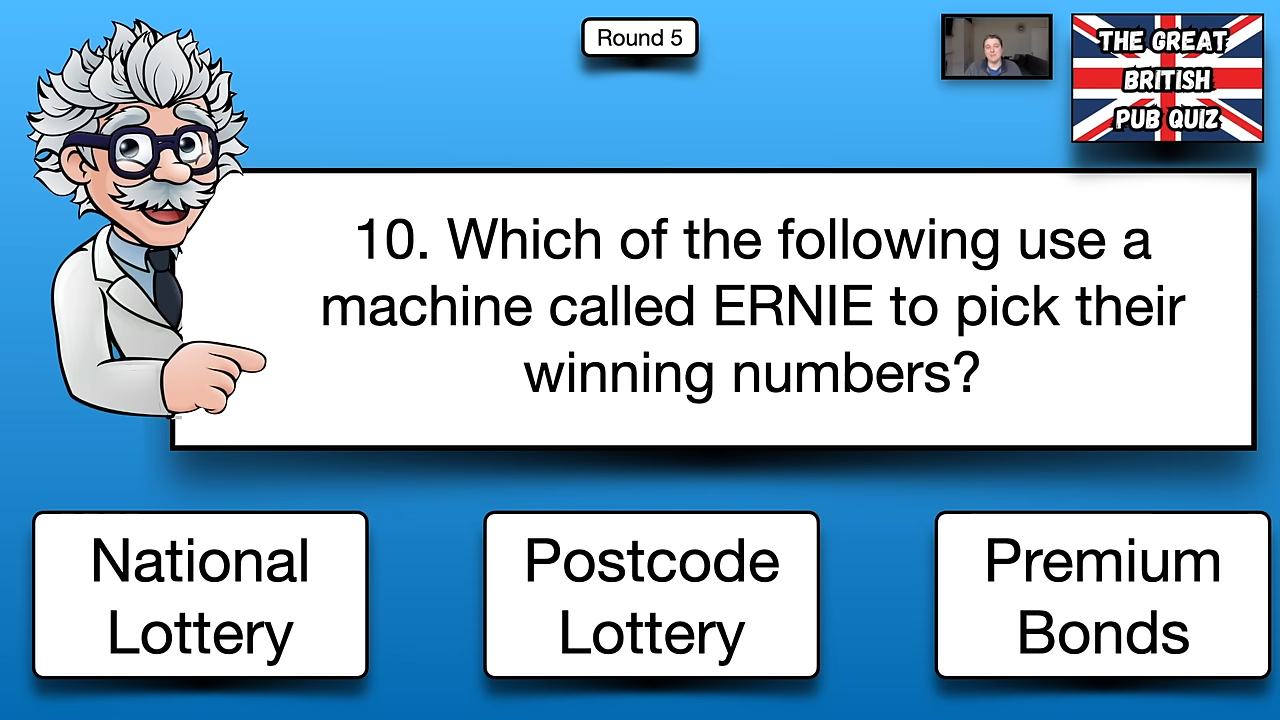 Round 5
THE GREAT
BRITISH
PUB QUIZ
10. Which of the following use a
machine called ERNIE to pick their
winning numbers?
National
Lottery
Postcode
Lottery
Premium
Bonds